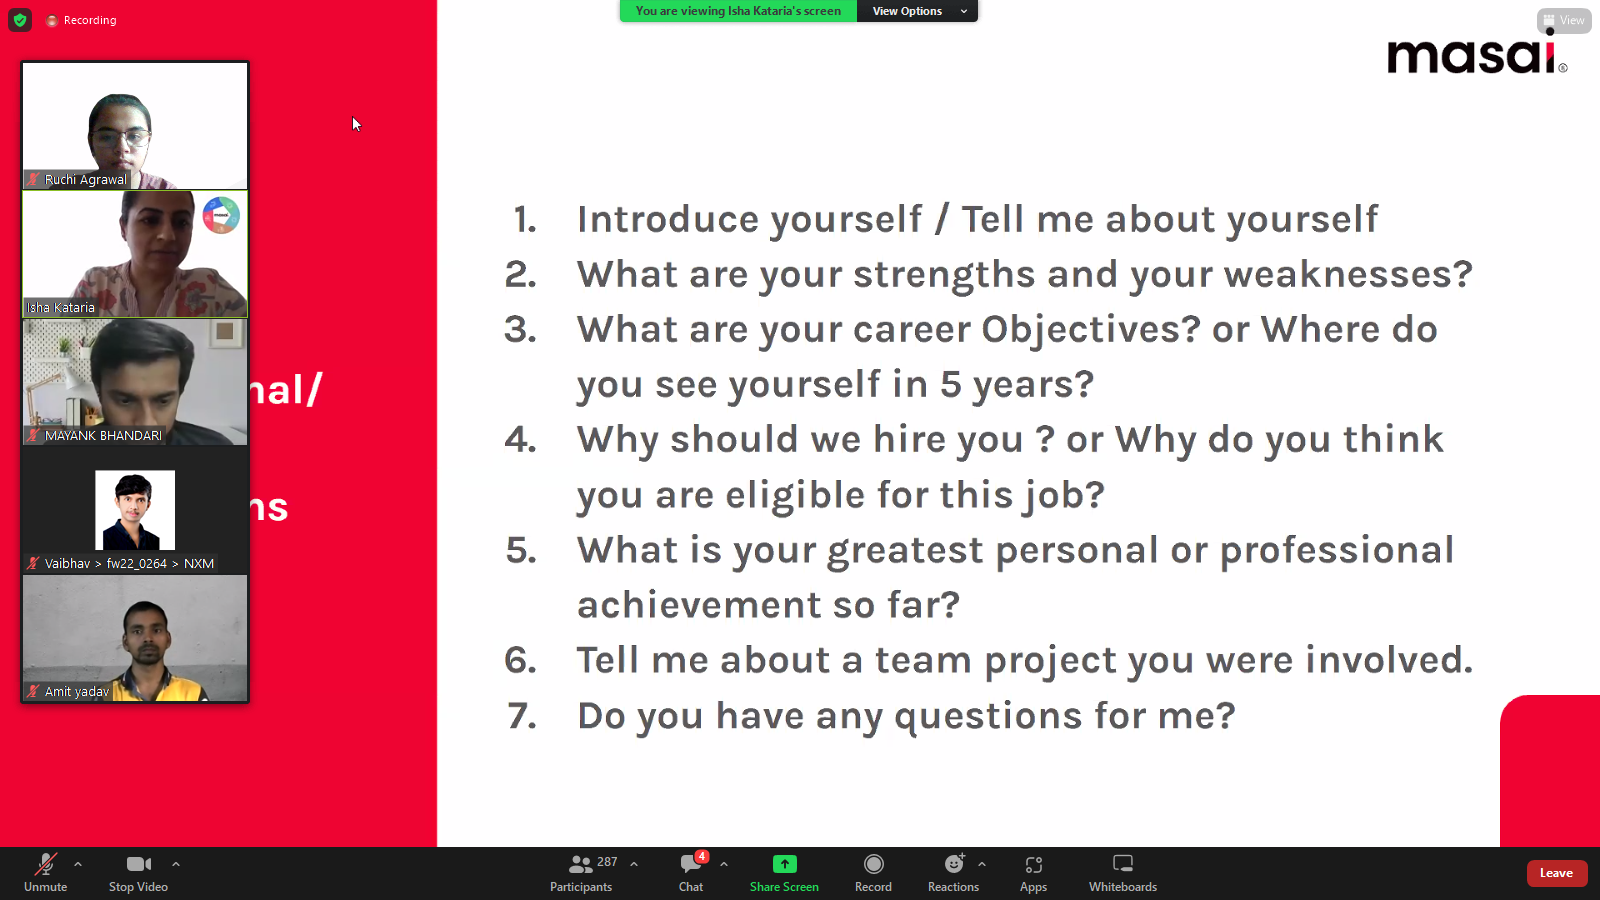 Recording
You are viewing Isha Kataria's screen
View Options
View
masai
Ruchi Agrawal
masai
Isha Kataria
MAYANK BHANDARI
Vaibhav > fw22_0264 > NXM
Amit yadav
nal/
ns
1. Introduce yourself / Tell me about yourself
2. What are your strengths and your weaknesses?
3. What are your career Objectives? or Where do
you see yourself in 5 years?
4. Why should we hire you ? or Why do you think
you are eligible for this job?
5. What is your greatest personal or professional
achievement so far?
6. Tell me about a team project you were involved.
7. Do you have any questions for me?
Unmute
Stop Video
287
Participants
4
Chat
Share Screen
Record
Reactions
Apps
Whiteboards
Leave